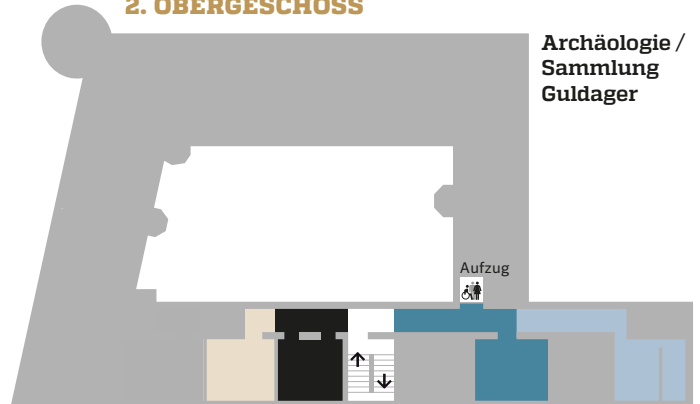 2. OBERGESCHOSS
Archäologie /
Sammlung
Guldager
Aufzug